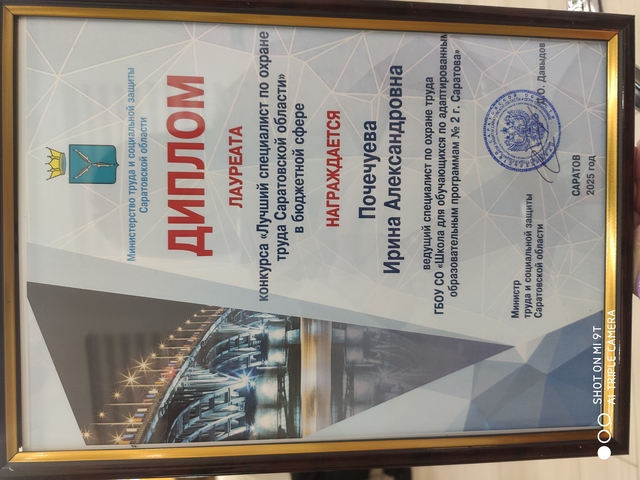 Министерство труда и социальной защиты
Саратовской области
ДИПЛОМ
ЛАУРЕАТА
конкурса «Лучший специалист по охране
труда Саратовской области»
в бюджетной сфере
НАГРАЖДАЕТСЯ
Почечуева
Ирина Александровна
ведущий специалист по охране труда
ГБОУ СО «Школа для обучающихся по адаптированным
образовательным программам № 2 г. Саратова»
Министр
труда и социальной защиты
Саратовской области
Давыдов
САРАТОВ
2025 год
SHOT ON MI 9T
AI TRIPLE CAMERA